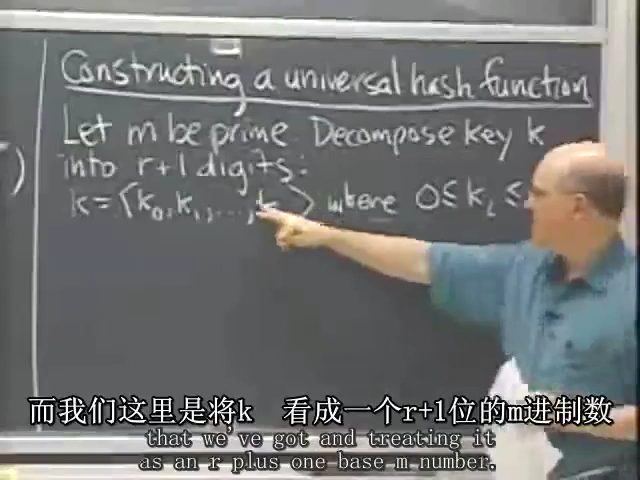 Constructing a universal hash function
Let m be prime. Decompose key k
into r+1 digits:
k = ⟨k₀, k₁, ..., k ⟩ where 0 ≤ kᵢ ≤
而我们这里是将k 看成一个r+1位的m进制数
that we've got and treating it
as an r plus one base m number.